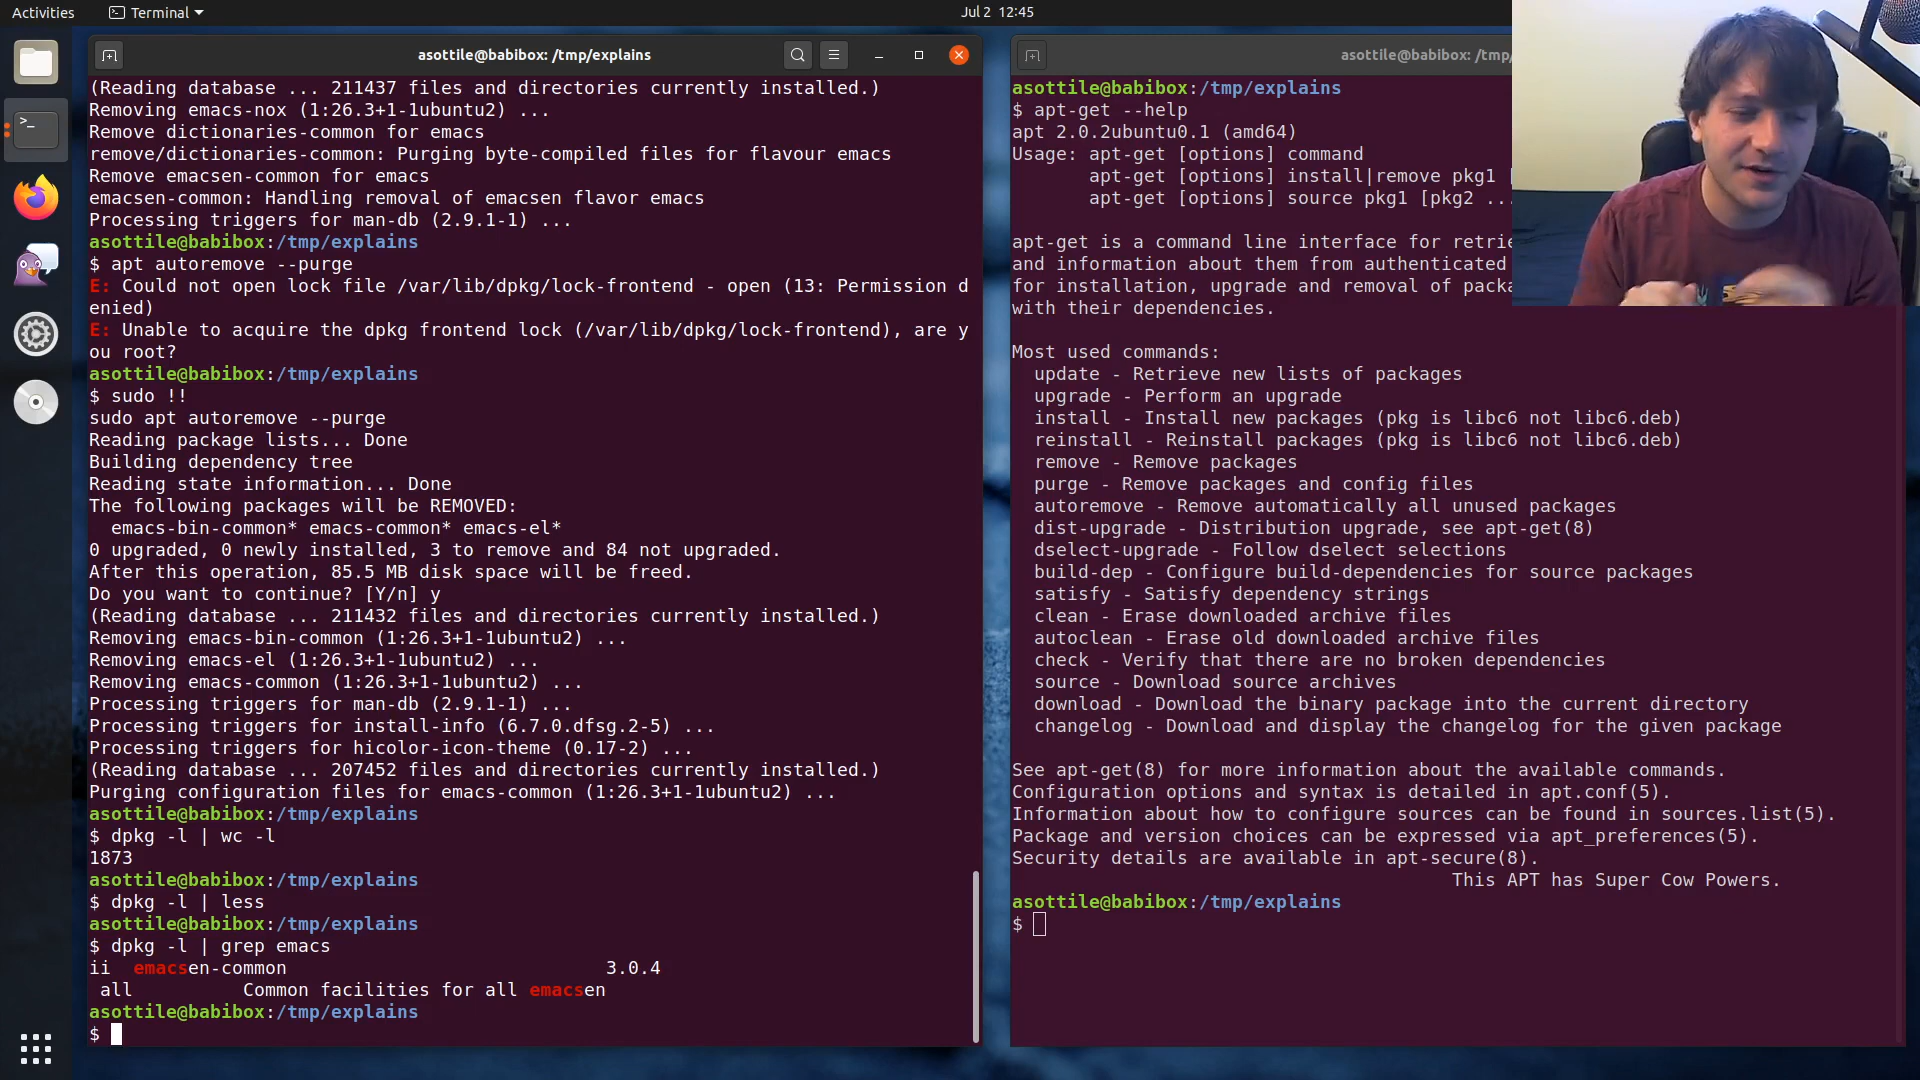 Activities
Terminal
Jul 2 12:45
asottile@babibox: /tmp/explains
(Reading database ... 211437 files and directories currently installed.)
Removing emacs-nox (1:26.3+1-1ubuntu2) ...
Remove dictionaries-common for emacs
remove/dictionaries-common: Purging byte-compiled files for flavour emacs
Remove emacsen-common for emacs
emacsen-common: Handling removal of emacsen flavor emacs
Processing triggers for man-db (2.9.1-1) ...
asottile@babibox:/tmp/explains
$ apt autoremove --purge
E: Could not open lock file /var/lib/dpkg/lock-frontend - open (13: Permission d
enied)
E: Unable to acquire the dpkg frontend lock (/var/lib/dpkg/lock-frontend), are y
ou root?
asottile@babibox:/tmp/explains
$ sudo !!
sudo apt autoremove --purge
Reading package lists... Done
Building dependency tree
Reading state information... Done
The following packages will be REMOVED:
emacs-bin-common* emacs-common* emacs-el*
0 upgraded, 0 newly installed, 3 to remove and 84 not upgraded.
After this operation, 85.5 MB disk space will be freed.
Do you want to continue? [Y/n] y
(Reading database ... 211432 files and directories currently installed.)
Removing emacs-bin-common (1:26.3+1-1ubuntu2) ...
Removing emacs-el (1:26.3+1-1ubuntu2) ...
Removing emacs-common (1:26.3+1-1ubuntu2) ...
Processing triggers for man-db (2.9.1-1) ...
Processing triggers for install-info (6.7.0.dfsg.2-5) ...
Processing triggers for hicolor-icon-theme (0.17-2) ...
(Reading database ... 207452 files and directories currently installed.)
Purging configuration files for emacs-common (1:26.3+1-1ubuntu2) ...
asottile@babibox:/tmp/explains
$ dpkg -l | wc -l
1873
asottile@babibox:/tmp/explains
$ dpkg -l | less
asottile@babibox:/tmp/explains
$ dpkg -l | grep emacs
ii emacsen-common 3.0.4
all Common facilities for all emacsen
asottile@babibox:/tmp/explains
$
asottile@babibox: /tmp/
asottile@babibox:/tmp/explains
$ apt-get --help
apt 2.0.2ubuntu0.1 (amd64)
Usage: apt-get [options] command
apt-get [options] install|remove pkg1 [
apt-get [options] source pkg1 [pkg2 ...
apt-get is a command line interface for retrie
and information about them from authenticated
for installation, upgrade and removal of packa
with their dependencies.
Most used commands:
update - Retrieve new lists of packages
upgrade - Perform an upgrade
install - Install new packages (pkg is libc6 not libc6.deb)
reinstall - Reinstall packages (pkg is libc6 not libc6.deb)
remove - Remove packages
purge - Remove packages and config files
autoremove - Remove automatically all unused packages
dist-upgrade - Distribution upgrade, see apt-get(8)
dselect-upgrade - Follow dselect selections
build-dep - Configure build-dependencies for source packages
satisfy - Satisfy dependency strings
clean - Erase downloaded archive files
autoclean - Erase old downloaded archive files
check - Verify that there are no broken dependencies
source - Download source archives
download - Download the binary package into the current directory
changelog - Download and display the changelog for the given package
See apt-get(8) for more information about the available commands.
Configuration options and syntax is detailed in apt.conf(5).
Information about how to configure sources can be found in sources.list(5).
Package and version choices can be expressed via apt_preferences(5).
Security details are available in apt-secure(8).
This APT has Super Cow Powers.
asottile@babibox:/tmp/explains
$